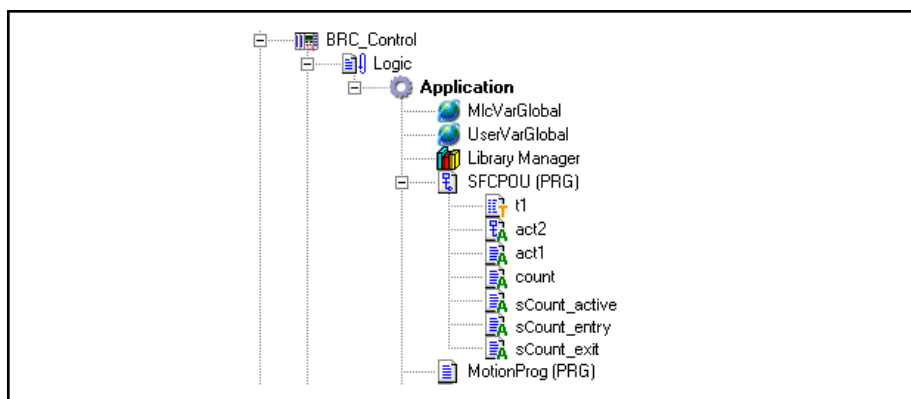 BRC_Control
Logic
Application
MlcVarGlobal
UserVarGlobal
Library Manager
SFCPOU (PRG)
t1
act2
act1
count
sCount_active
sCount_entry
sCount_exit
MotionProg (PRG)